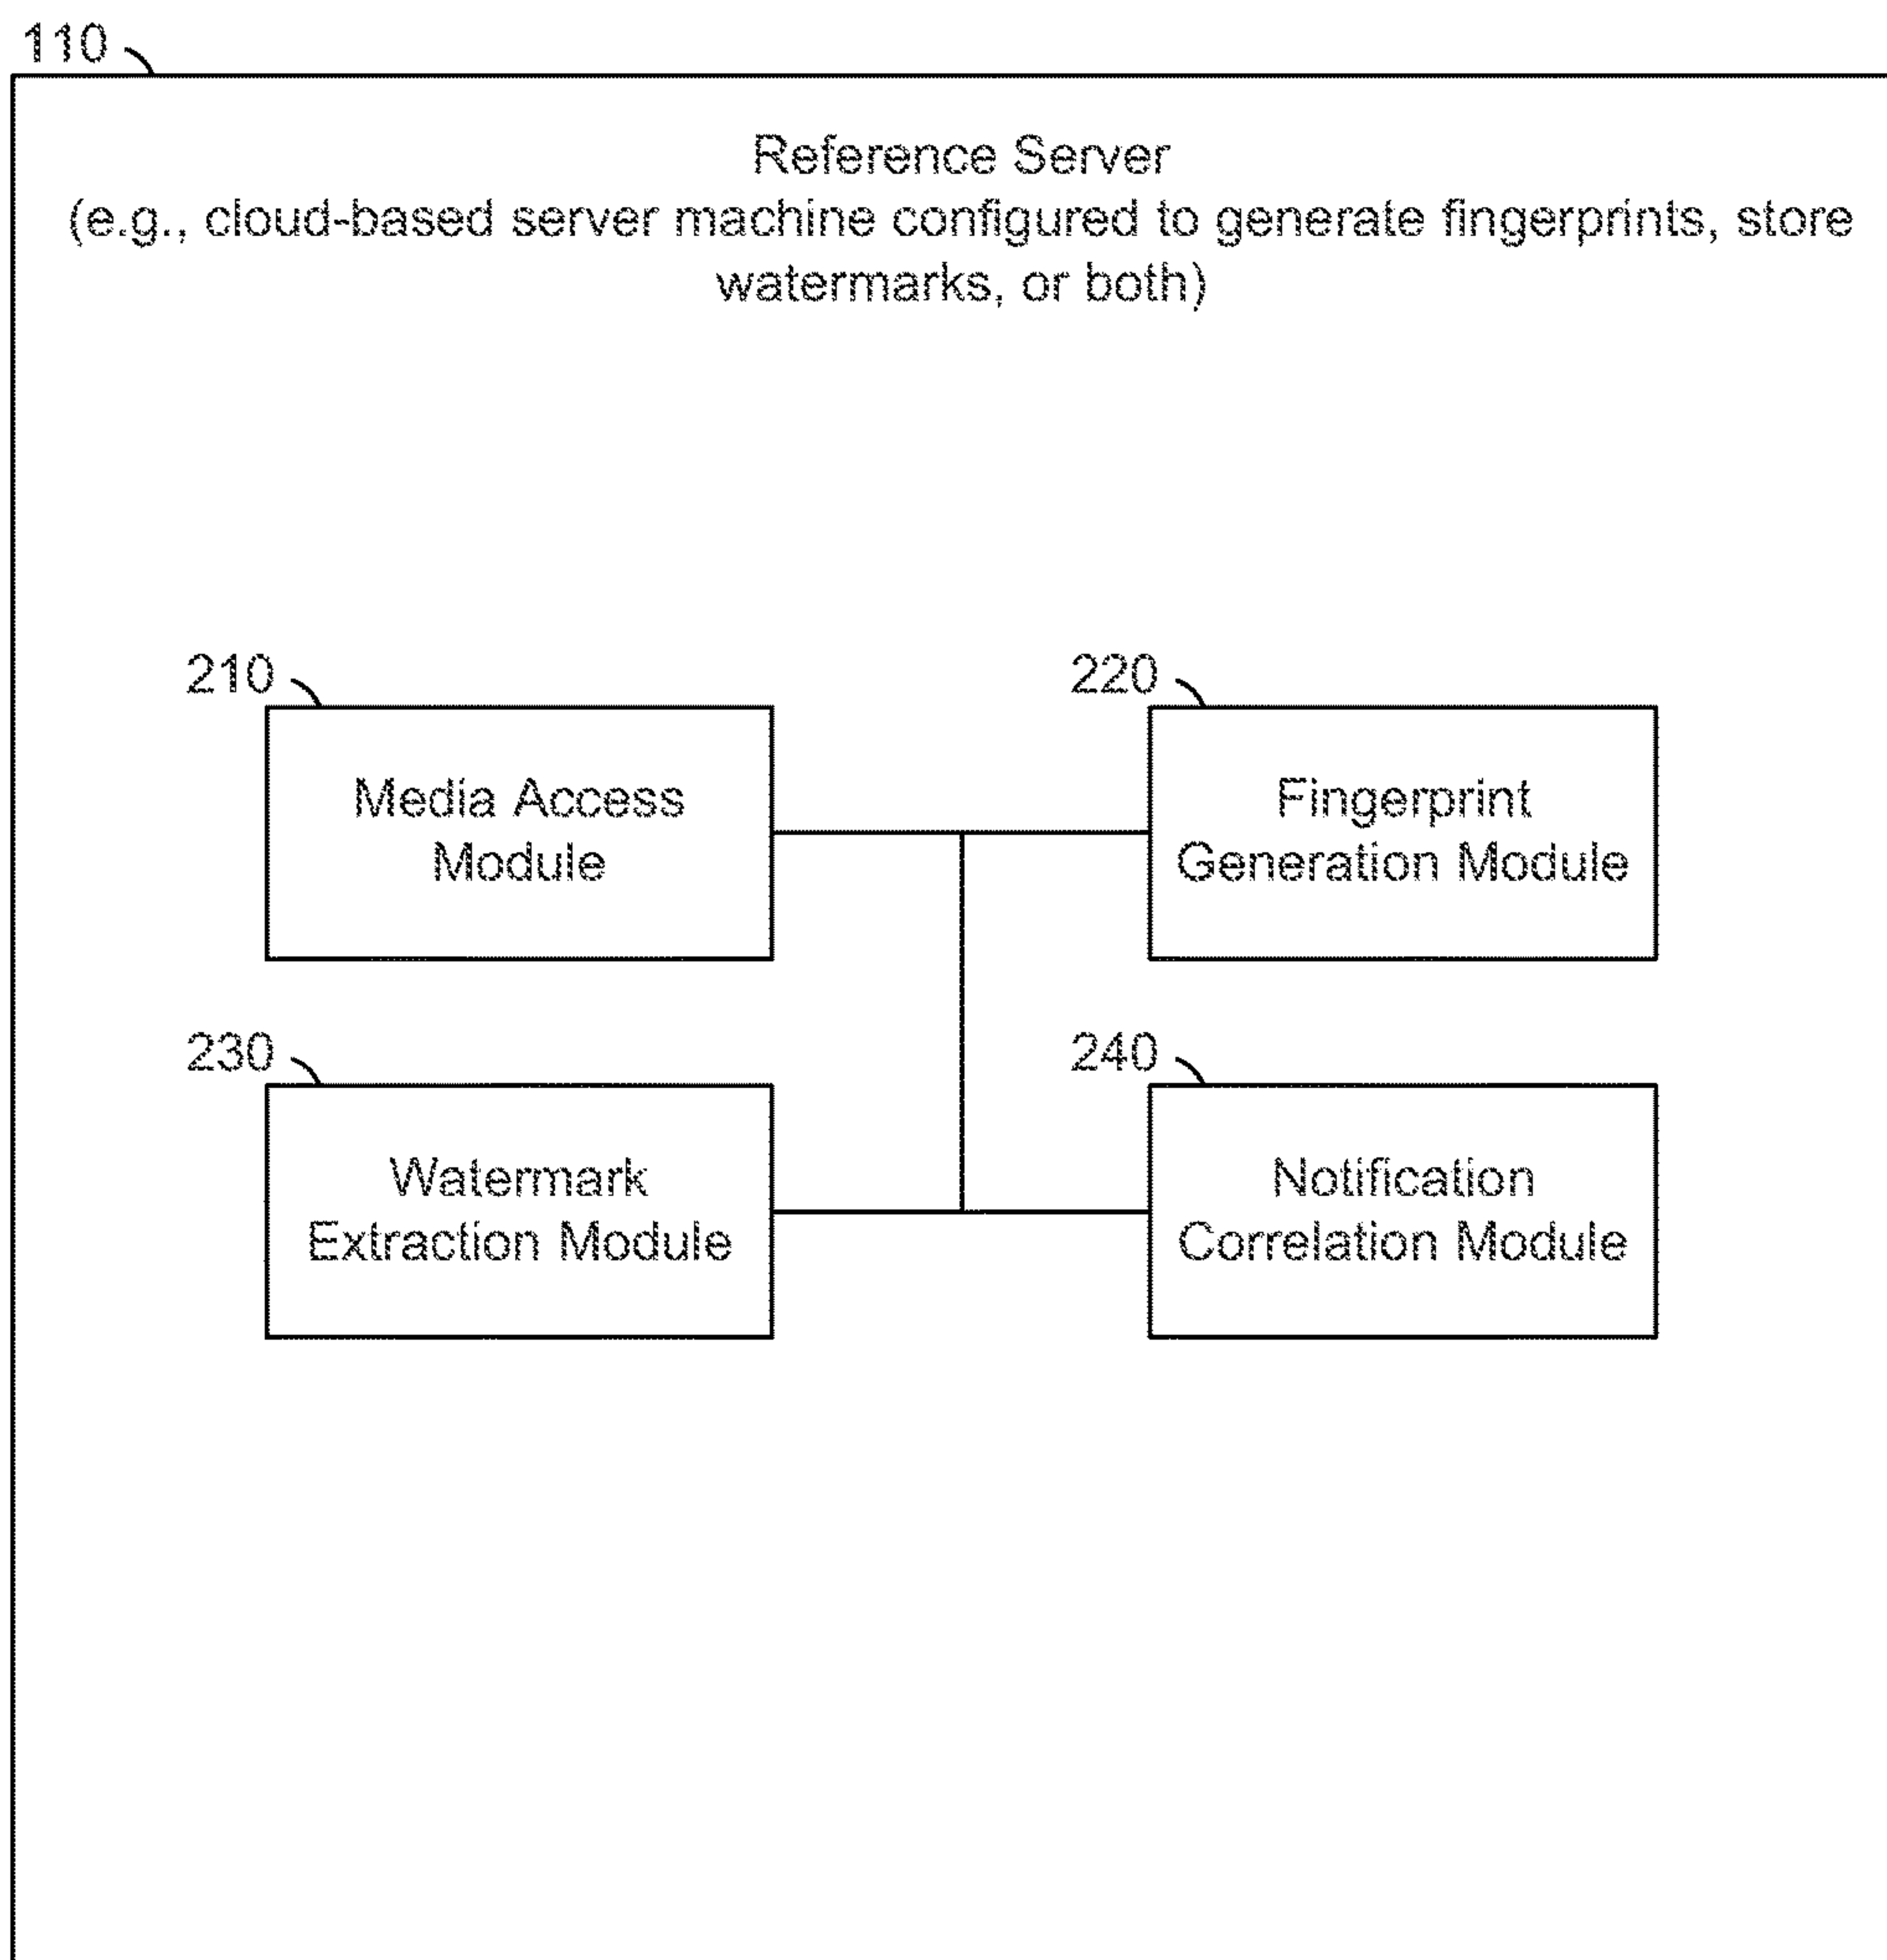 110
Reference Server
(e.g., cloud-based server machine configured to generate fingerprints, store
watermarks, or both)
210
Media Access
Module
220
Fingerprint
Generation Module
230
Watermark
Extraction Module
240
Notification
Correlation Module